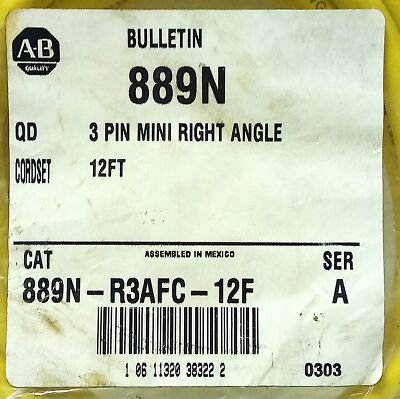 A-B
QUALITY
BULLETIN
889N
QD 3 PIN MINI RIGHT ANGLE
CORDSET 12FT
ASSEMBLED IN MEXICO
CAT SER
889N-R3AFC-12F A
1 06 11320 38322 2 0303